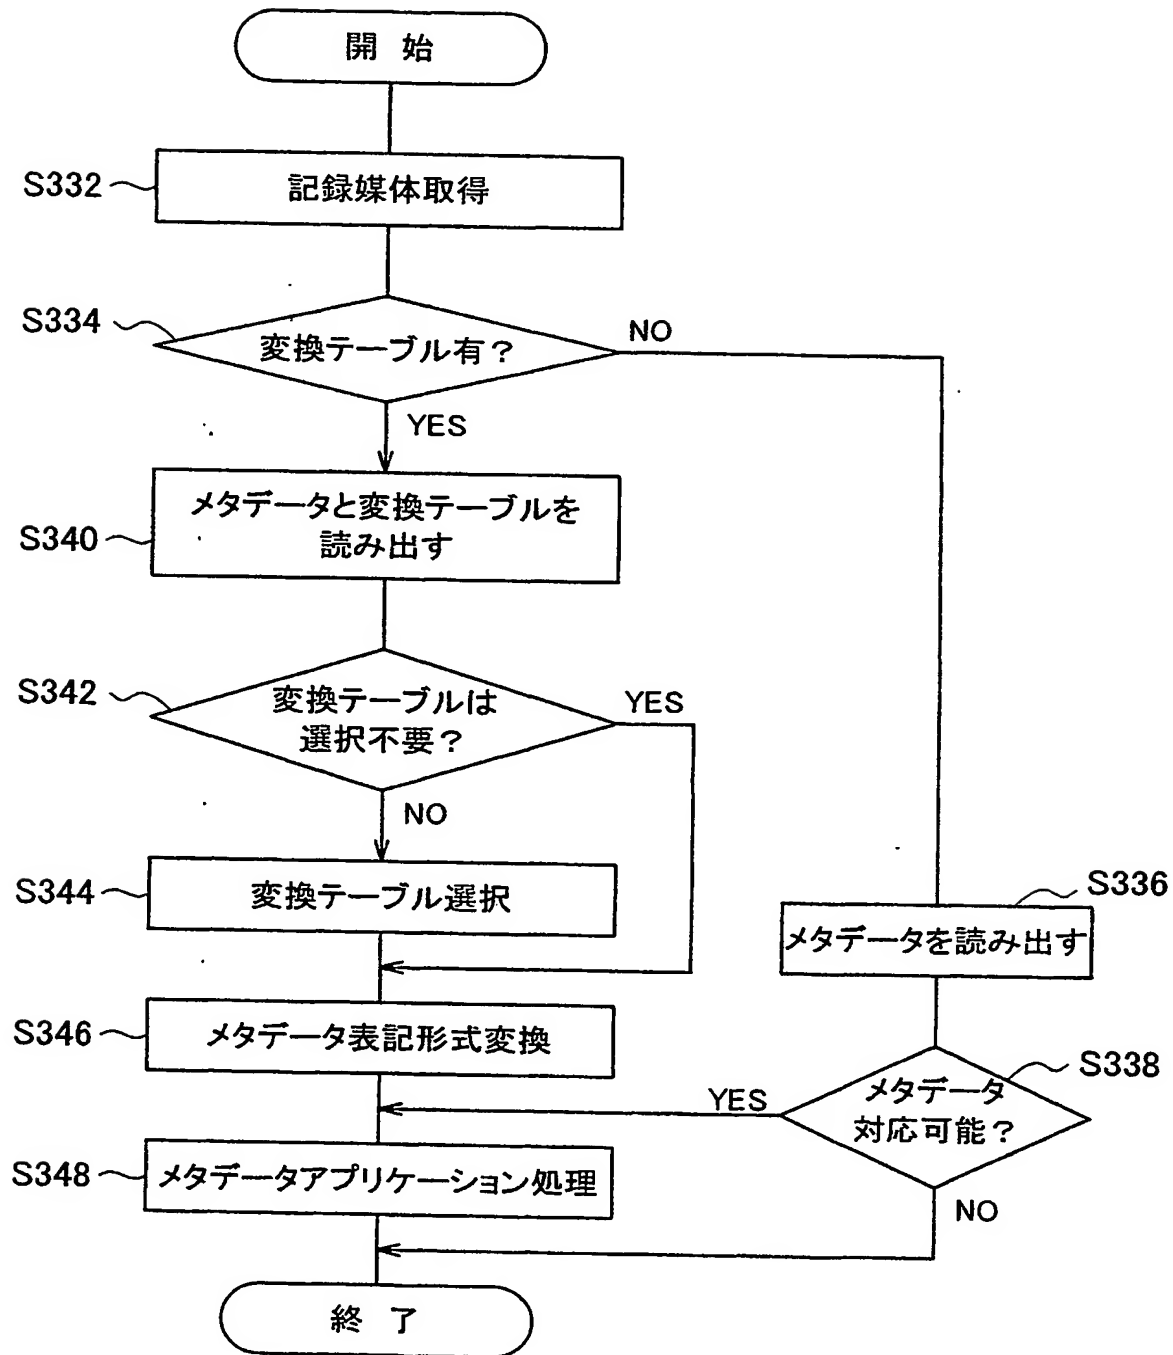 開 始
S332
記録媒体取得
S334
変換テーブル有？
NO
YES
S340
メタデータと変換テーブルを
読み出す
S342
変換テーブルは
選択不要？
YES
NO
S344
変換テーブル選択
S336
メタデータを読み出す
S346
メタデータ表記形式変換
S338
メタデータ
対応可能？
YES
NO
S348
メタデータアプリケーション処理
終 了